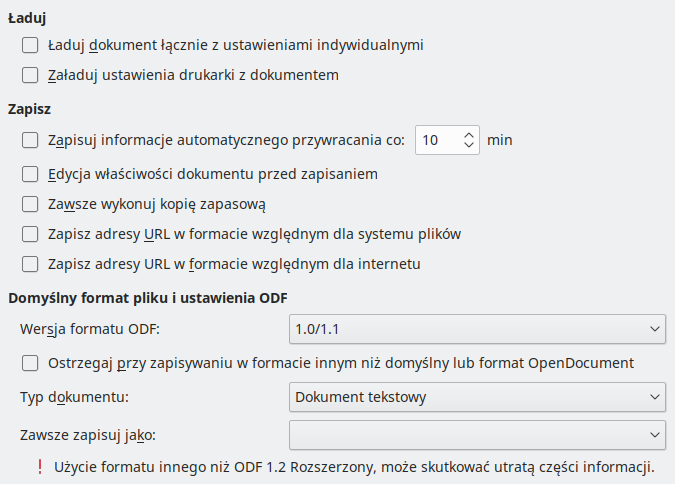 Ładuj
Ładuj dokument łącznie z ustawieniami indywidualnymi
Załaduj ustawienia drukarki z dokumentem
Zapisz
Zapisuj informacje automatycznego przywracania co: 10 min
Edycja właściwości dokumentu przed zapisaniem
Zawsze wykonuj kopię zapasową
Zapisz adresy URL w formacie względnym dla systemu plików
Zapisz adresy URL w formacie względnym dla internetu
Domyślny format pliku i ustawienia ODF
Wersja formatu ODF: 1.0/1.1
Ostrzegaj przy zapisywaniu w formacie innym niż domyślny lub format OpenDocument
Typ dokumentu: Dokument tekstowy
Zawsze zapisuj jako:
! Użycie formatu innego niż ODF 1.2 Rozszerzony, może skutkować utratą części informacji.